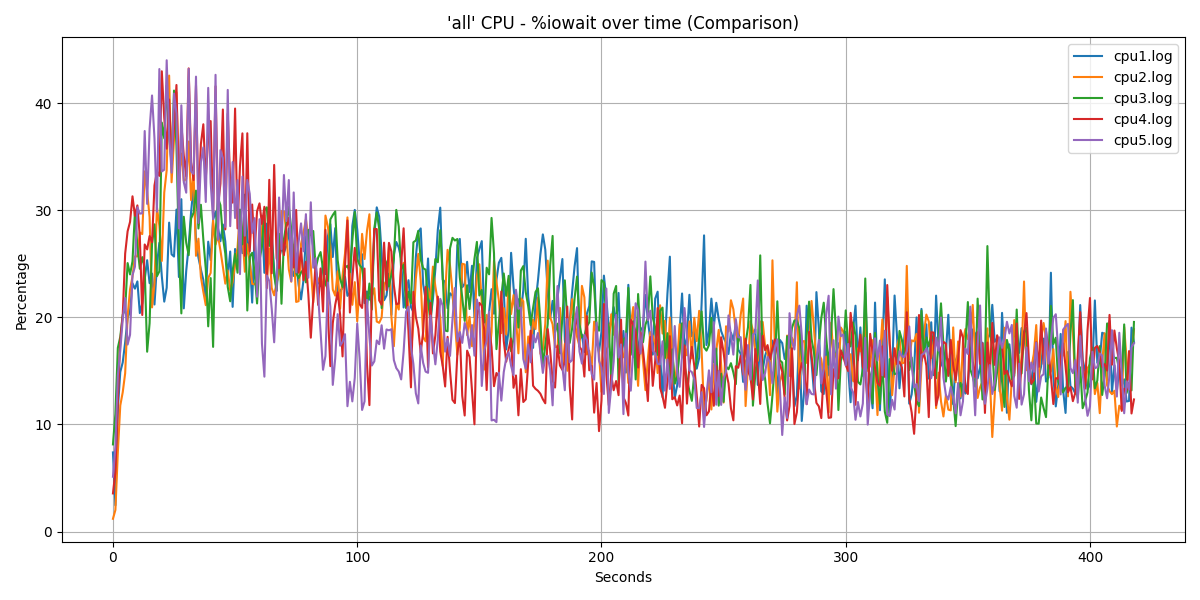 'all' CPU - %iowait over time (Comparison)
cpu1.log
cpu2.log
cpu3.log
cpu4.log
cpu5.log
Percentage
40
30
20
10
0
0 100 200 300 400
Seconds